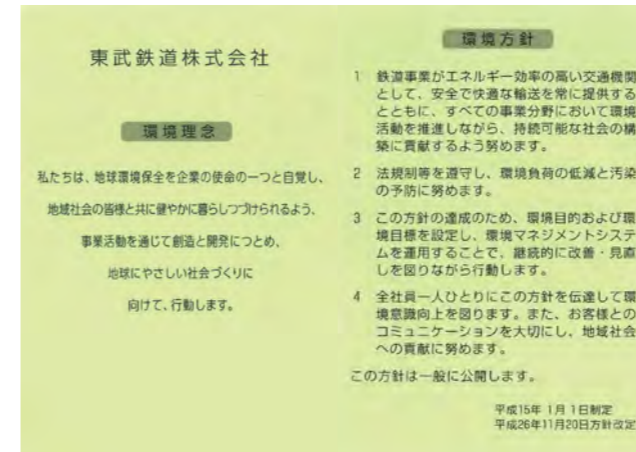 東武鉄道株式会社
環境理念
私たちは、地球環境保全を企業の使命の一つと自覚し、
地域社会の皆様と共に健やかに暮らしつづけられるよう、
事業活動を通じて創造と開発につとめ、
地球にやさしい社会づくりに
向けて、行動します。
環境方針
1 鉄道事業がエネルギー効率の高い交通機関
として、安全で快適な輸送を常に提供する
とともに、すべての事業分野において環境
活動を推進しながら、持続可能な社会の構
築に貢献するよう努めます。
2 法規制等を遵守し、環境負荷の低減と汚染
の予防に努めます。
3 この方針の達成のため、環境目的および環
境目標を設定し、環境マネジメントシステ
ムを運用することで、継続的に改善・見直
しを図りながら行動します。
4 全社員一人ひとりにこの方針を伝達して環
境意識向上を図ります。また、お客様との
コミュニケーションを大切にし、地域社会
への貢献に努めます。
この方針は一般に公開します。
平成15年 1月 1日制定
平成26年11月20日方針改定